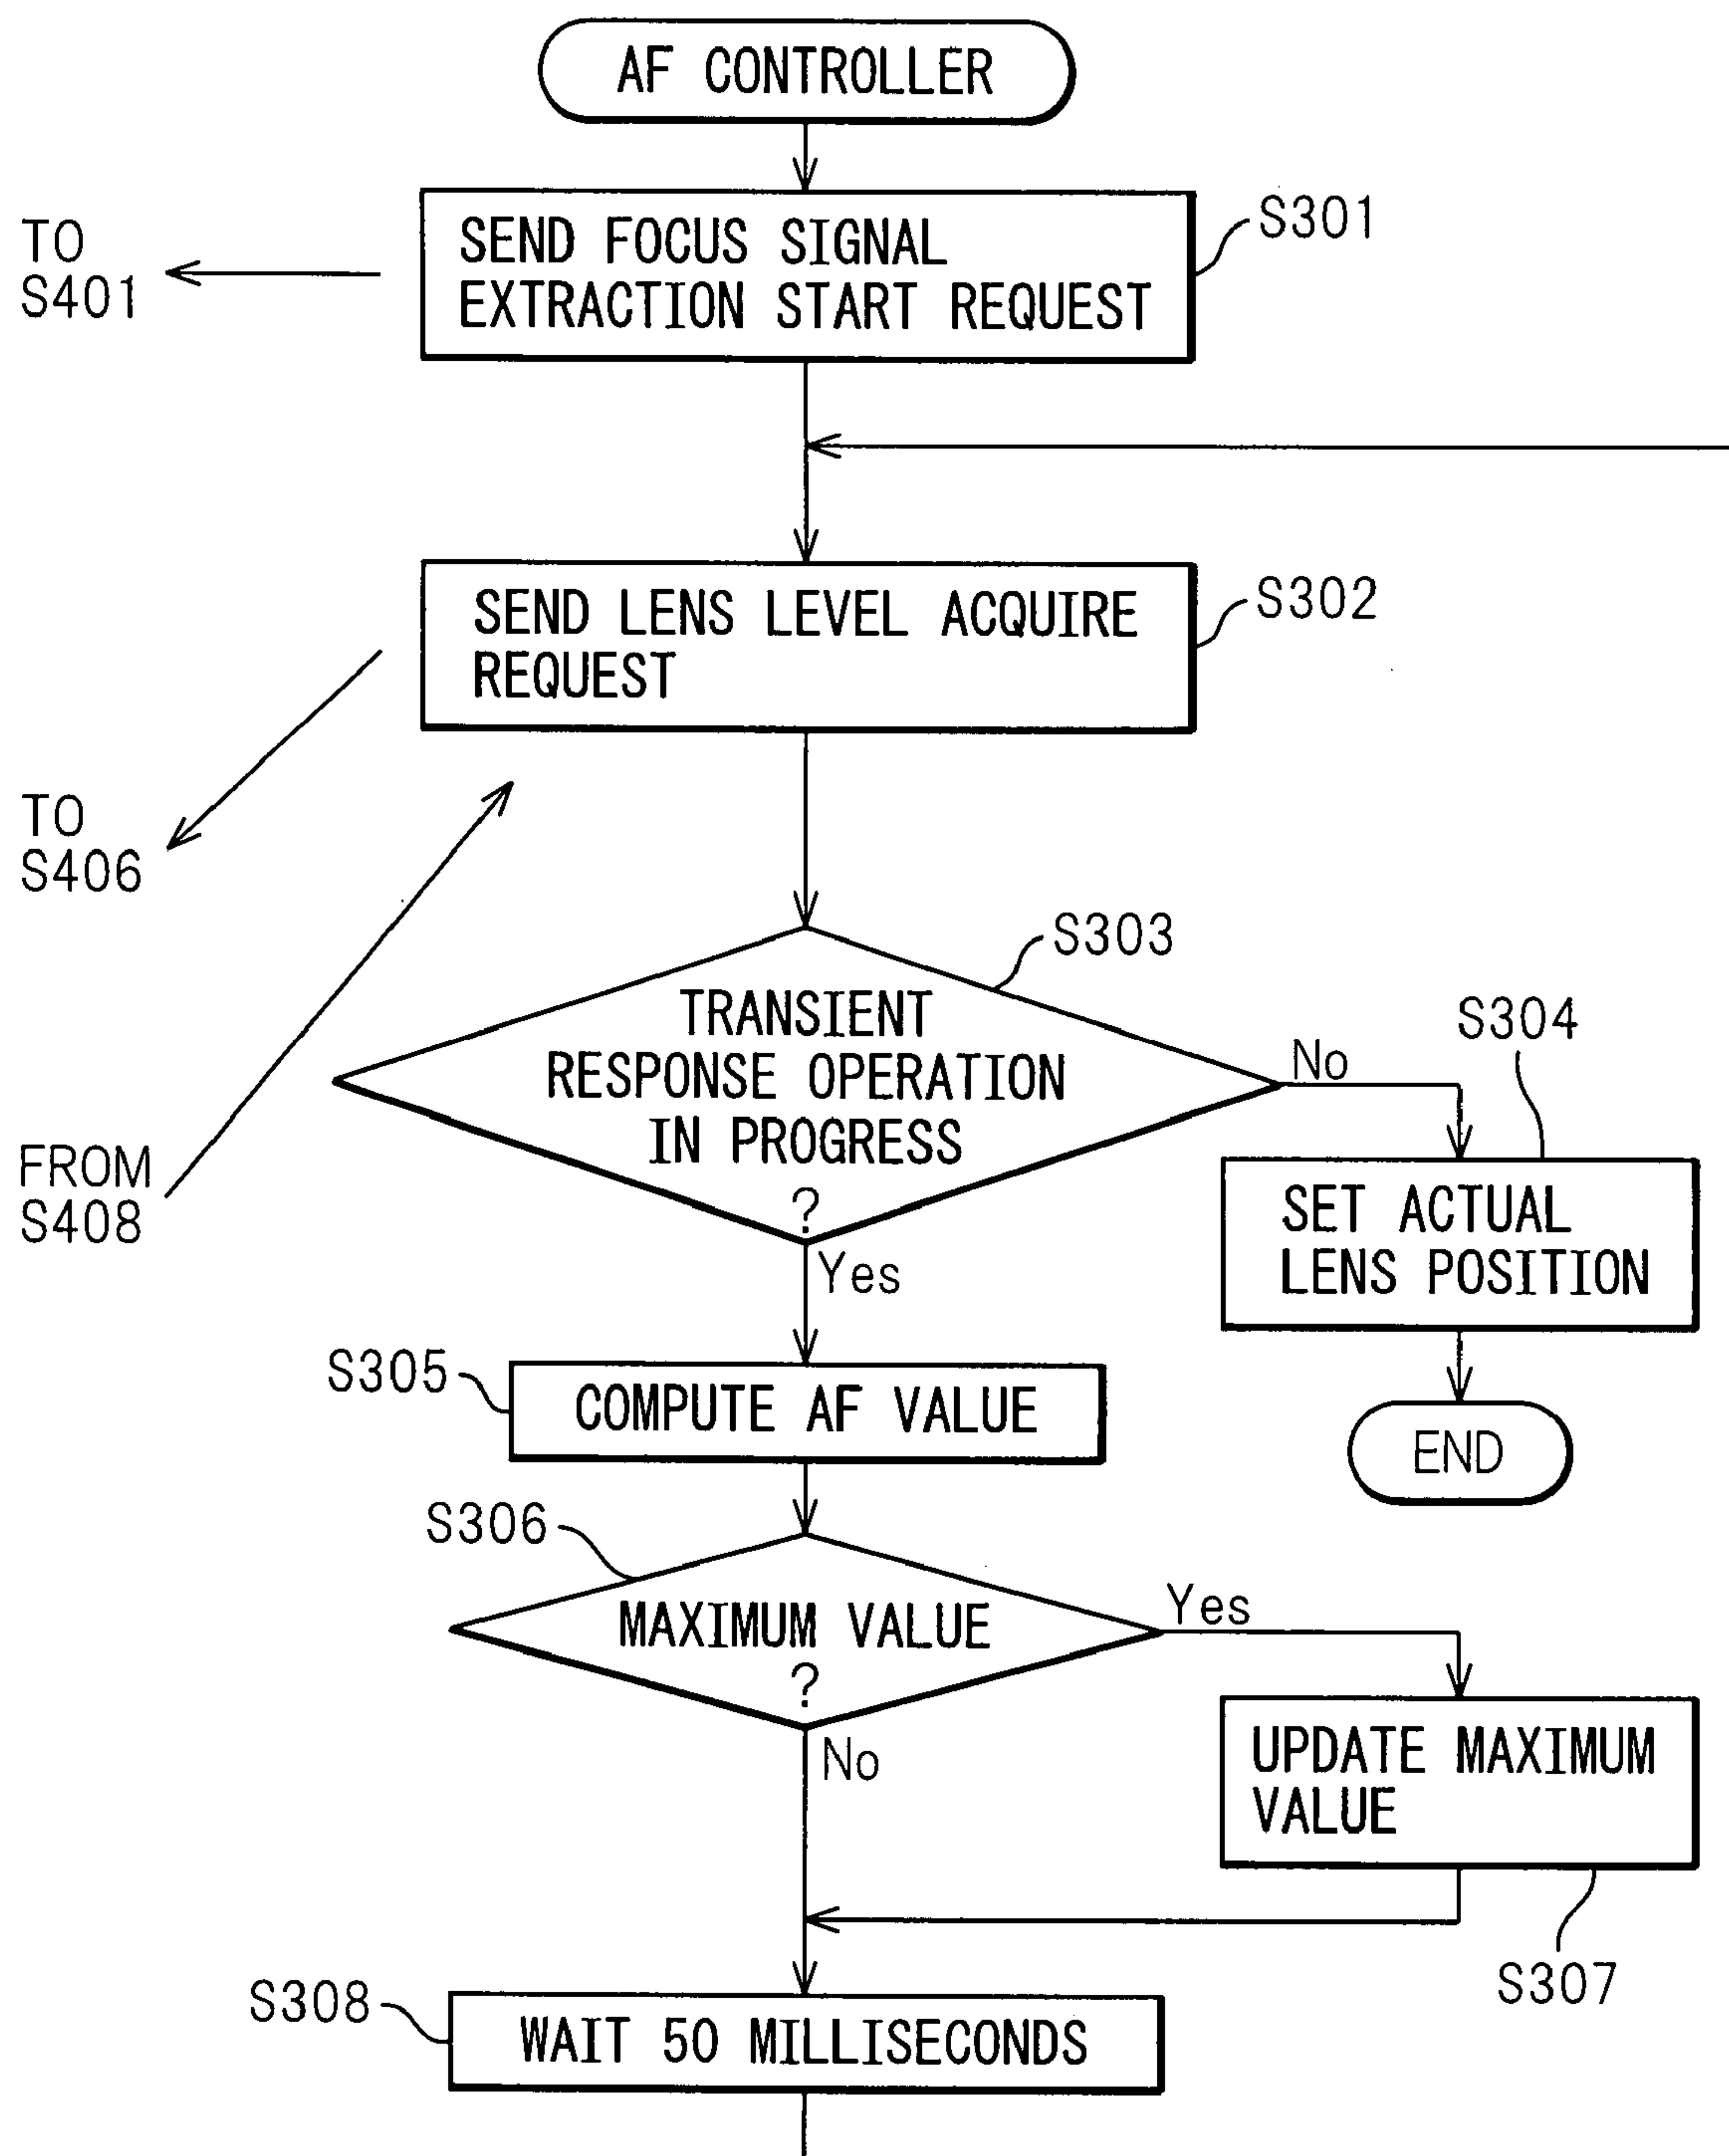 AF CONTROLLER
SEND FOCUS SIGNAL
EXTRACTION START REQUEST
S301
TO
S401
SEND LENS LEVEL ACQUIRE
REQUEST
S302
TO
S406
FROM
S408
TRANSIENT
RESPONSE OPERATION
IN PROGRESS
?
S303
No
Yes
S304
SET ACTUAL
LENS POSITION
END
S305
COMPUTE AF VALUE
S306
MAXIMUM VALUE
?
Yes
No
UPDATE MAXIMUM
VALUE
S307
S308
WAIT 50 MILLISECONDS